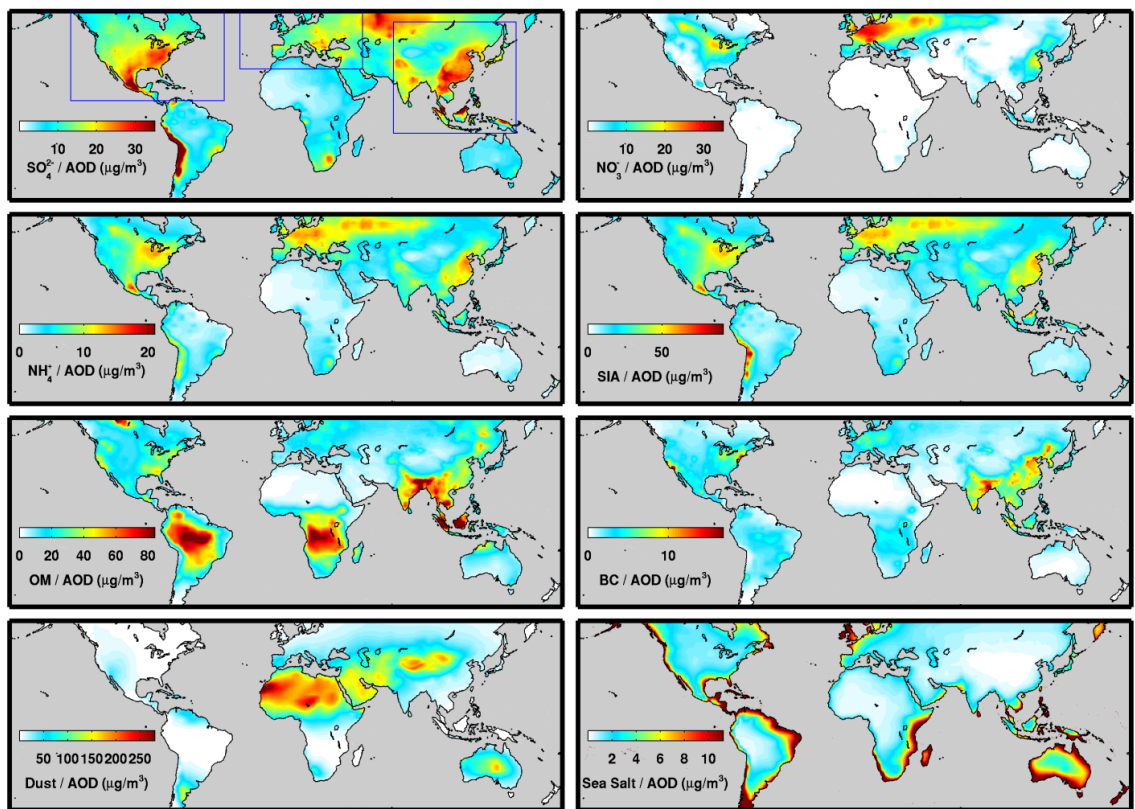 10 20 30
SO₄²⁻ / AOD (μg/m³)
10 20 30
NO₃⁻ / AOD (μg/m³)
0 10 20
NH₄⁺ / AOD (μg/m³)
0 50
SIA / AOD (μg/m³)
0 20 40 60 80
OM / AOD (μg/m³)
0 10
BC / AOD (μg/m³)
50 100 150 200 250
Dust / AOD (μg/m³)
2 4 6 8 10
Sea Salt / AOD (μg/m³)